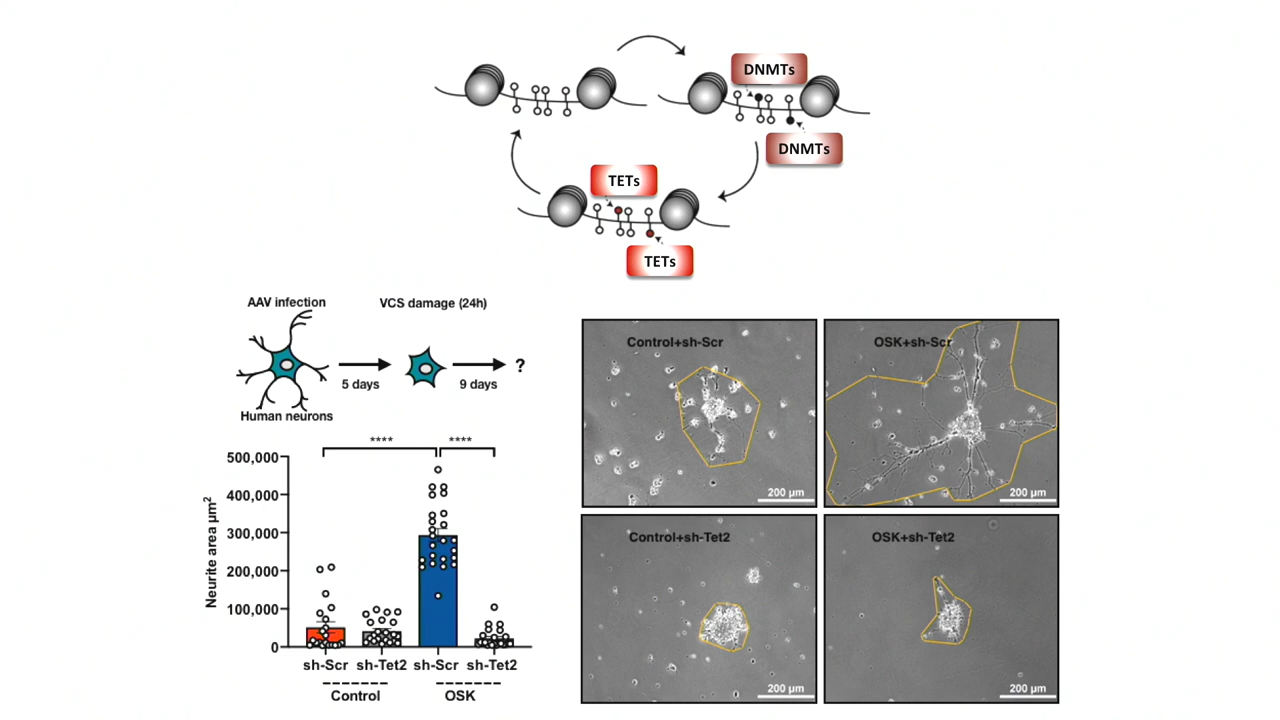 DNMTs
DNMTs
TETs
TETs
AAV infection
VCS damage (24h)
5 days
9 days
?
Human neurons
**** ****
Neurite area µm2
500,000
400,000
300,000
200,000
100,000
0
sh-Scr sh-Tet2 sh-Scr sh-Tet2
Control OSK
Control+sh-Scr
200 µm
OSK+sh-Scr
200 µm
Control+sh-Tet2
200 µm
OSK+sh-Tet2
200 µm